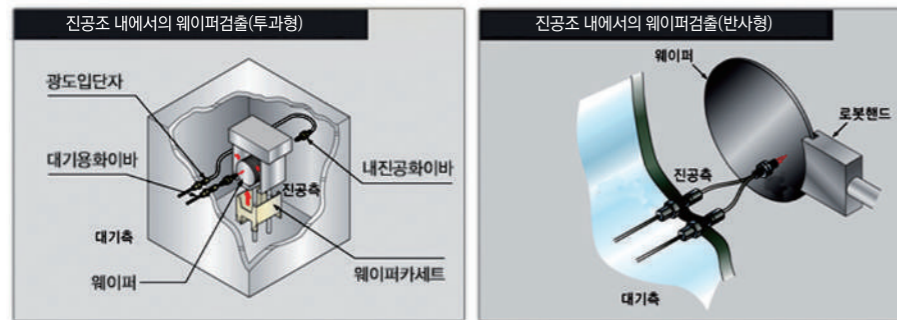 진공조 내에서의 웨이퍼검출(투과형)
광도입단자
대기용화이바
내진공화이바
진공측
대기측
웨이퍼카세트
웨이퍼
진공조 내에서의 웨이퍼검출(반사형)
웨이퍼
로봇핸드
진공측
대기측